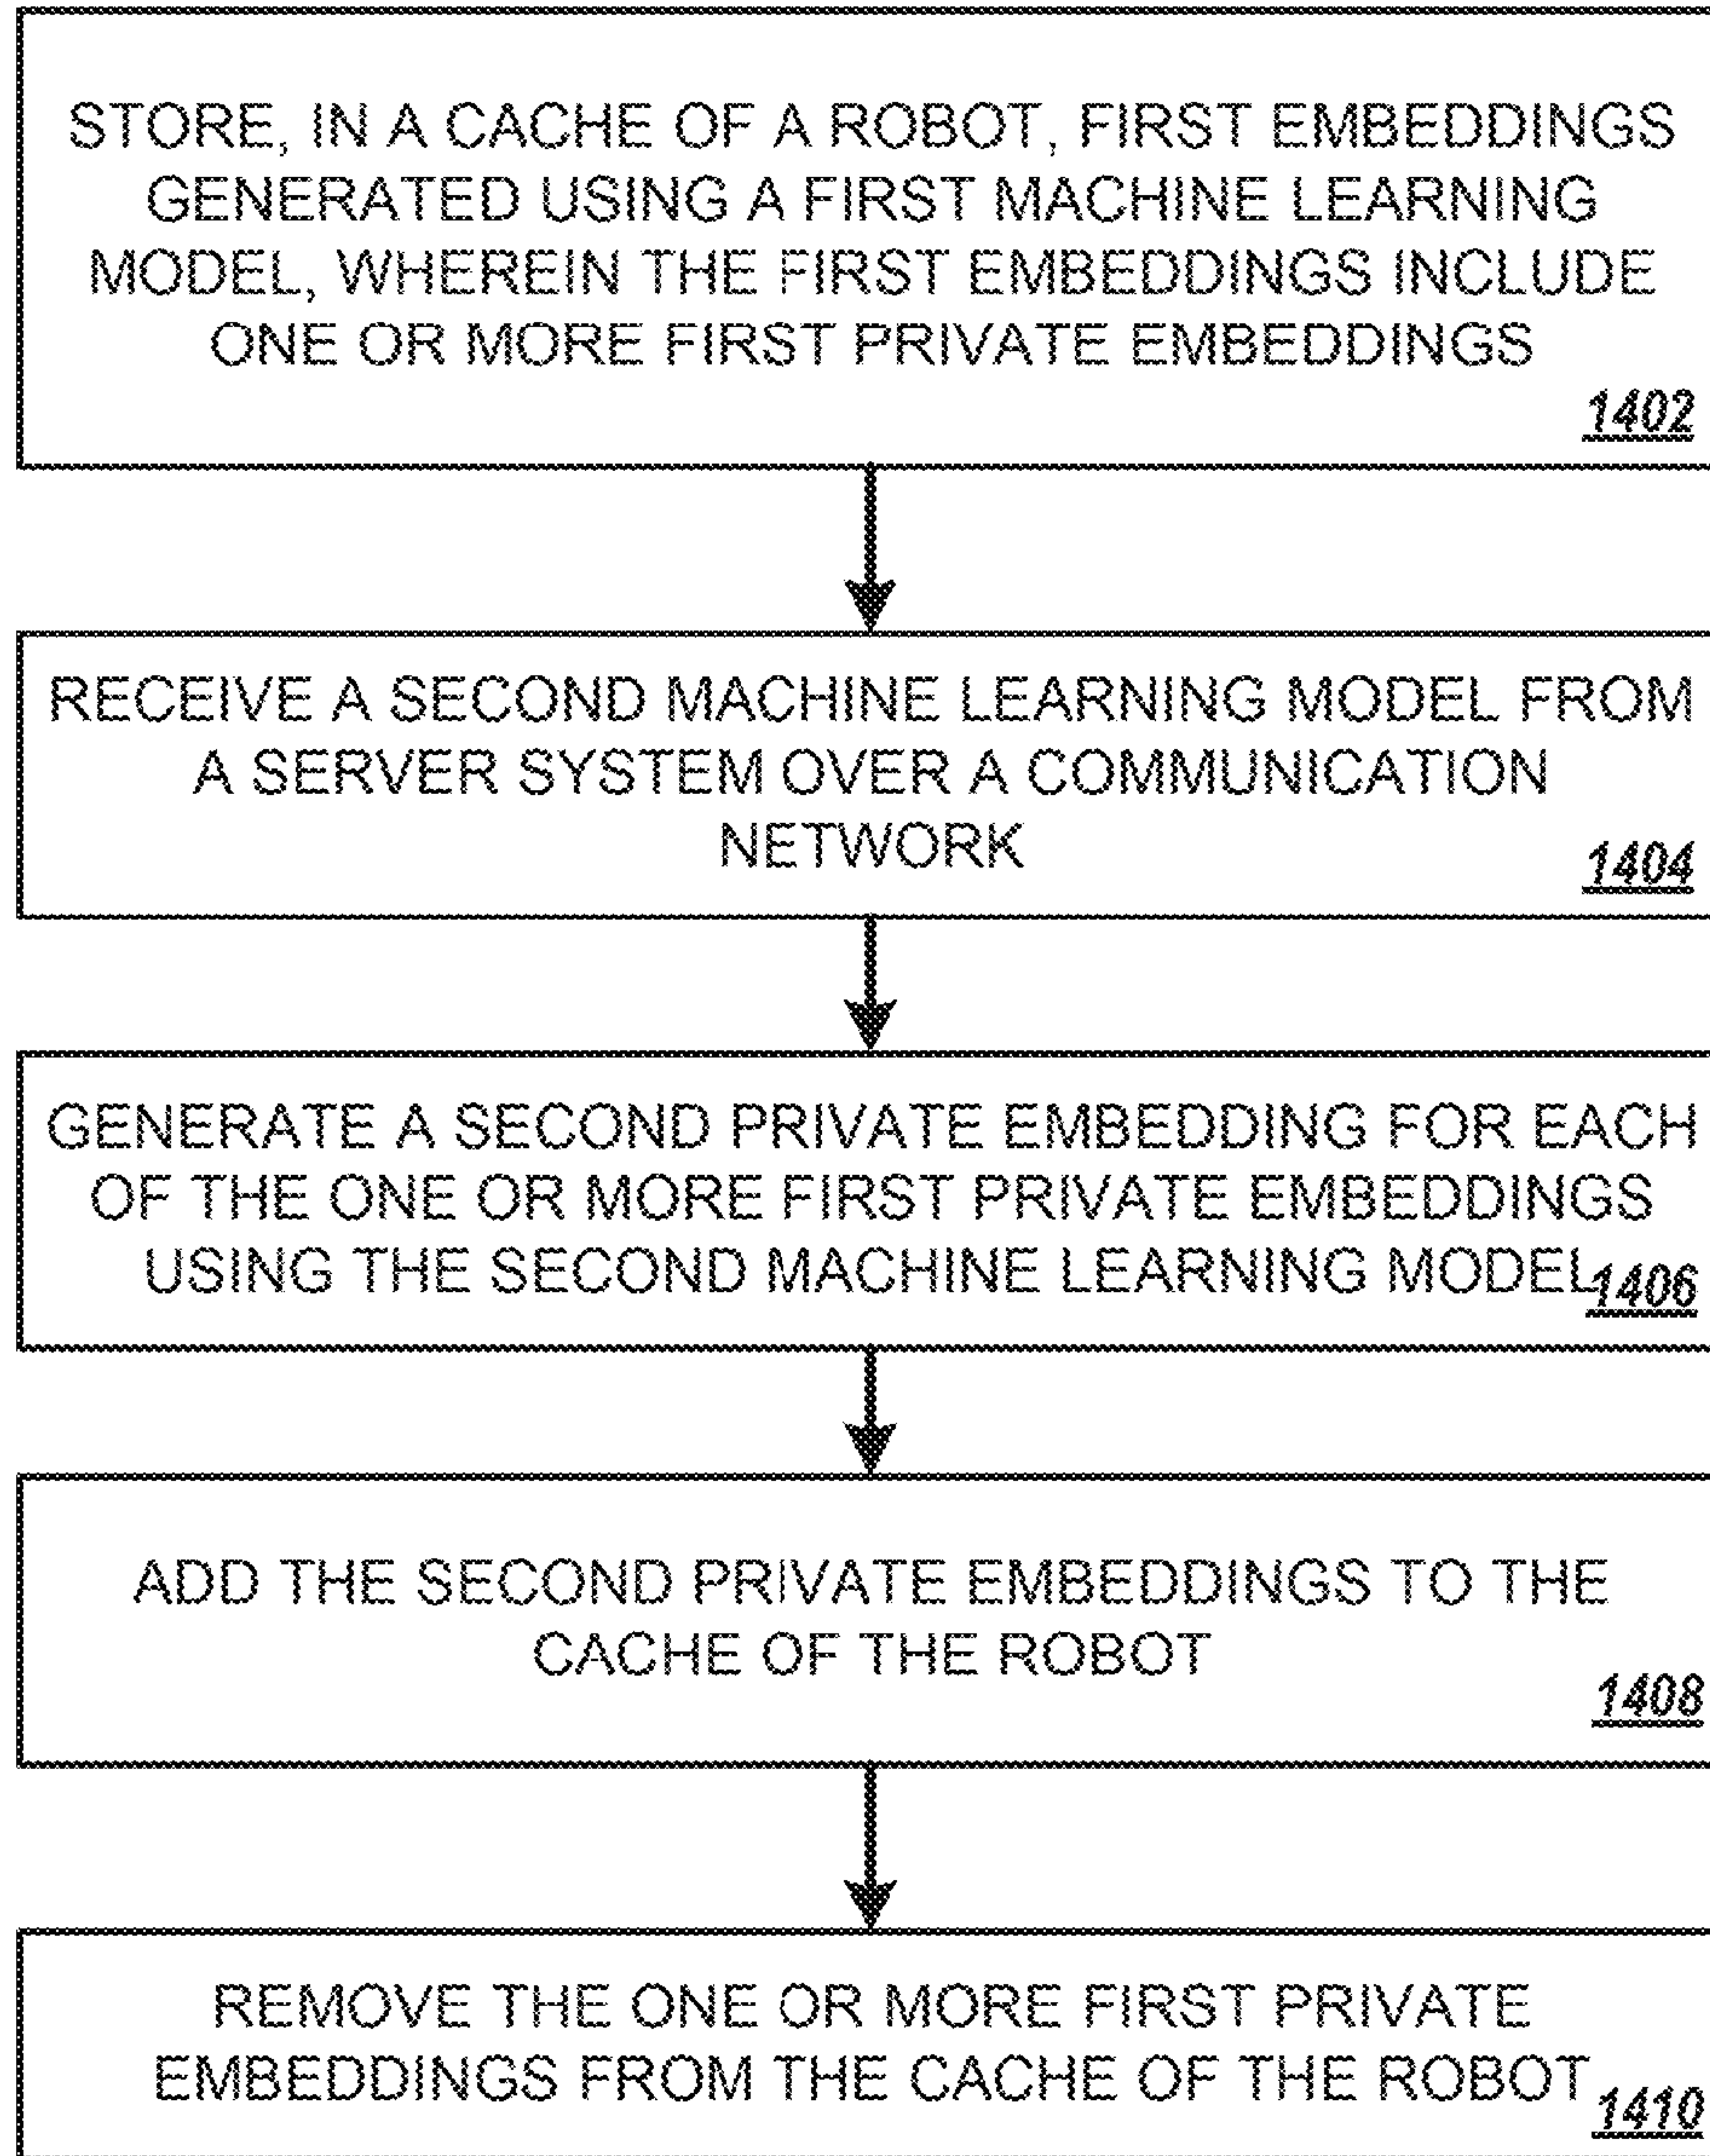 STORE, IN A CACHE OF A ROBOT, FIRST EMBEDDINGS
GENERATED USING A FIRST MACHINE LEARNING
MODEL, WHEREIN THE FIRST EMBEDDINGS INCLUDE
ONE OR MORE FIRST PRIVATE EMBEDDINGS
1402
RECEIVE A SECOND MACHINE LEARNING MODEL FROM
A SERVER SYSTEM OVER A COMMUNICATION
NETWORK
1404
GENERATE A SECOND PRIVATE EMBEDDING FOR EACH
OF THE ONE OR MORE FIRST PRIVATE EMBEDDINGS
USING THE SECOND MACHINE LEARNING MODEL
1406
ADD THE SECOND PRIVATE EMBEDDINGS TO THE
CACHE OF THE ROBOT
1408
REMOVE THE ONE OR MORE FIRST PRIVATE
EMBEDDINGS FROM THE CACHE OF THE ROBOT
1410